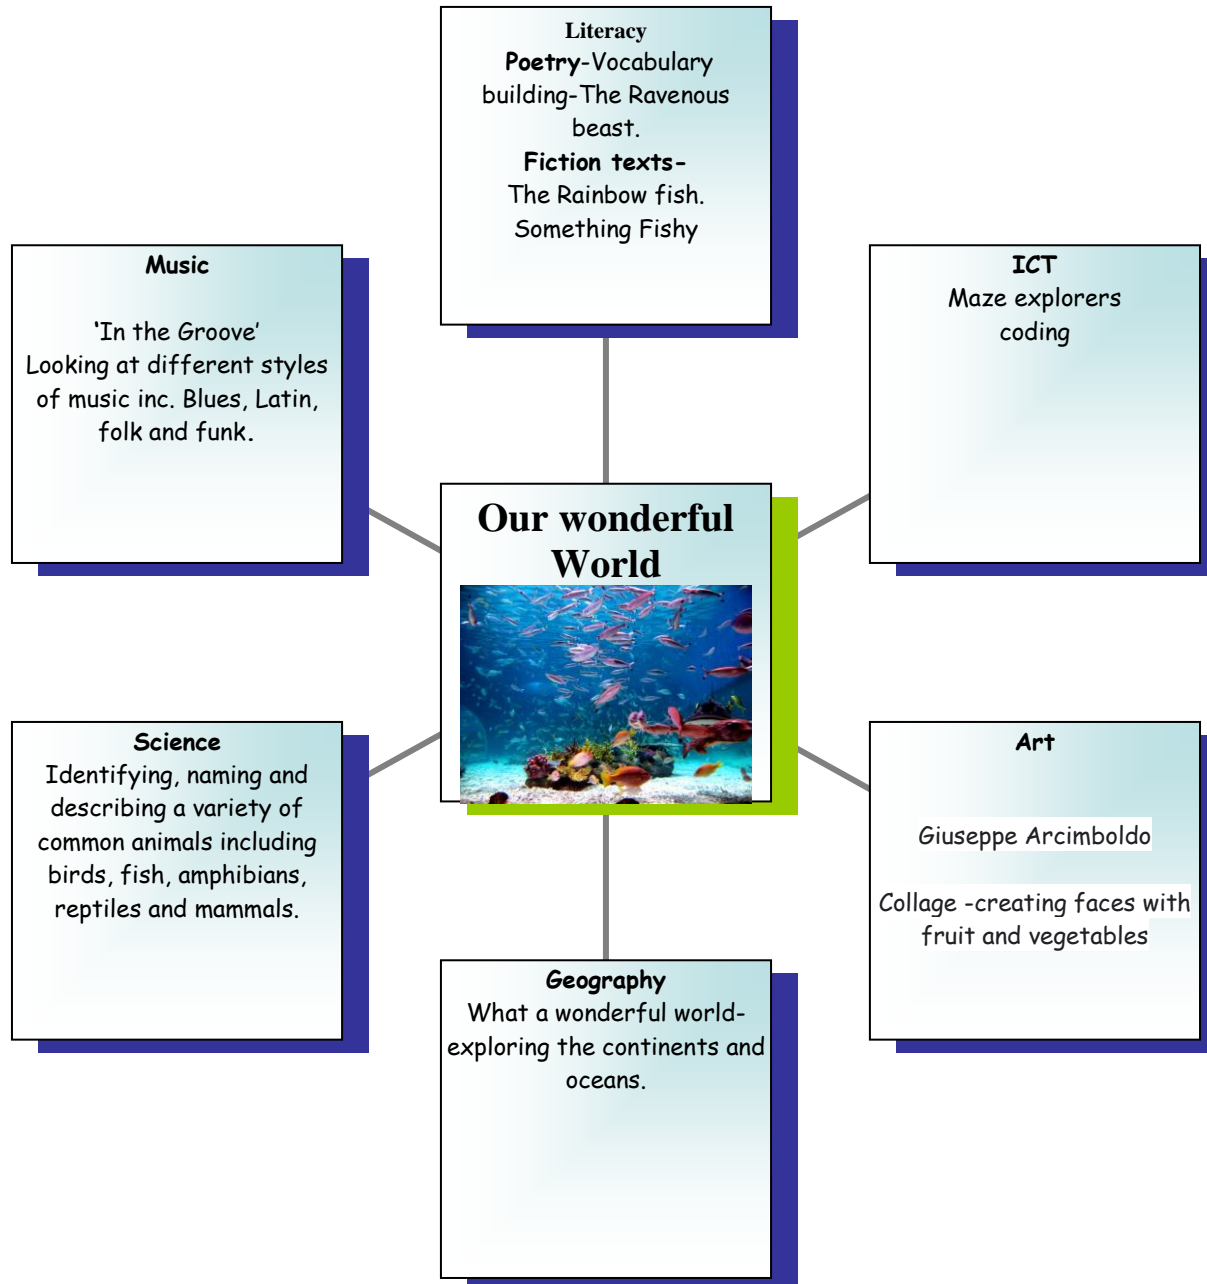 Literacy
Poetry-Vocabulary
building-The Ravenous
beast.
Fiction texts-
The Rainbow fish.
Something Fishy
Music
‘In the Groove’
Looking at different styles
of music inc. Blues, Latin,
folk and funk.
ICT
Maze explorers
coding
Our wonderful
World
Science
Identifying, naming and
describing a variety of
common animals including
birds, fish, amphibians,
reptiles and mammals.
Art
Giuseppe Arcimboldo
Collage -creating faces with
fruit and vegetables
Geography
What a wonderful world-
exploring the continents and
oceans.